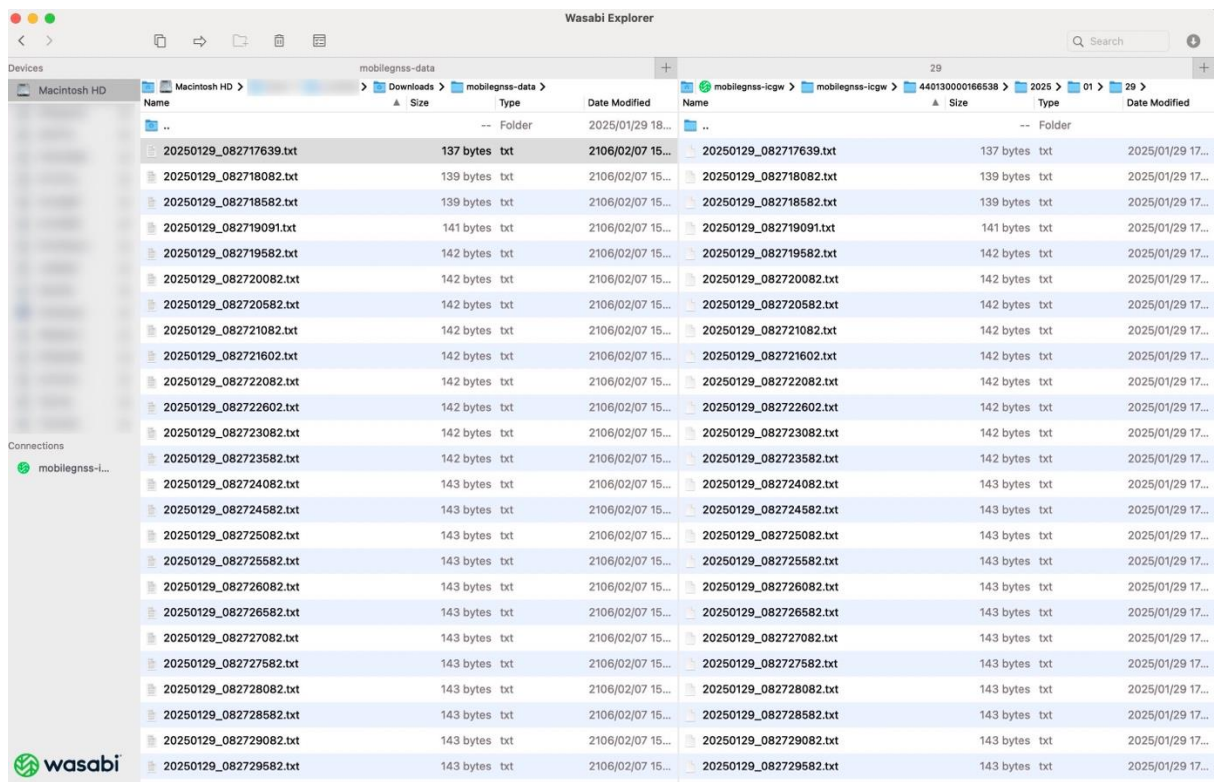 Wasabi Explorer
Search
Devices
mobilegnss-data
+
29
+
Macintosh HD
Macintosh HD > > Downloads > mobilegnss-data >
mobilegnss-icgw > mobilegnss-icgw > 440130000166538 > 2025 > 01 > 29 >
Name Size Type Date Modified Name Size Type Date Modified
.. -- Folder 2025/01/29 18... .. -- Folder
20250129_082717639.txt 137 bytes txt 2106/02/07 15... 20250129_082717639.txt 137 bytes txt 2025/01/29 17...
20250129_082718082.txt 139 bytes txt 2106/02/07 15... 20250129_082718082.txt 139 bytes txt 2025/01/29 17...
20250129_082718582.txt 139 bytes txt 2106/02/07 15... 20250129_082718582.txt 139 bytes txt 2025/01/29 17...
20250129_082719091.txt 141 bytes txt 2106/02/07 15... 20250129_082719091.txt 141 bytes txt 2025/01/29 17...
20250129_082719582.txt 142 bytes txt 2106/02/07 15... 20250129_082719582.txt 142 bytes txt 2025/01/29 17...
20250129_082720082.txt 142 bytes txt 2106/02/07 15... 20250129_082720082.txt 142 bytes txt 2025/01/29 17...
20250129_082720582.txt 142 bytes txt 2106/02/07 15... 20250129_082720582.txt 142 bytes txt 2025/01/29 17...
20250129_082721082.txt 142 bytes txt 2106/02/07 15... 20250129_082721082.txt 142 bytes txt 2025/01/29 17...
20250129_082721602.txt 142 bytes txt 2106/02/07 15... 20250129_082721602.txt 142 bytes txt 2025/01/29 17...
20250129_082722082.txt 142 bytes txt 2106/02/07 15... 20250129_082722082.txt 142 bytes txt 2025/01/29 17...
20250129_082722602.txt 142 bytes txt 2106/02/07 15... 20250129_082722602.txt 142 bytes txt 2025/01/29 17...
20250129_082723082.txt 142 bytes txt 2106/02/07 15... 20250129_082723082.txt 142 bytes txt 2025/01/29 17...
Connections
20250129_082723582.txt 142 bytes txt 2106/02/07 15... 20250129_082723582.txt 142 bytes txt 2025/01/29 17...
mobilegnss-i...
20250129_082724082.txt 143 bytes txt 2106/02/07 15... 20250129_082724082.txt 143 bytes txt 2025/01/29 17...
20250129_082724582.txt 143 bytes txt 2106/02/07 15... 20250129_082724582.txt 143 bytes txt 2025/01/29 17...
20250129_082725082.txt 143 bytes txt 2106/02/07 15... 20250129_082725082.txt 143 bytes txt 2025/01/29 17...
20250129_082725582.txt 143 bytes txt 2106/02/07 15... 20250129_082725582.txt 143 bytes txt 2025/01/29 17...
20250129_082726082.txt 143 bytes txt 2106/02/07 15... 20250129_082726082.txt 143 bytes txt 2025/01/29 17...
20250129_082726582.txt 143 bytes txt 2106/02/07 15... 20250129_082726582.txt 143 bytes txt 2025/01/29 17...
20250129_082727082.txt 143 bytes txt 2106/02/07 15... 20250129_082727082.txt 143 bytes txt 2025/01/29 17...
20250129_082727582.txt 143 bytes txt 2106/02/07 15... 20250129_082727582.txt 143 bytes txt 2025/01/29 17...
20250129_082728082.txt 143 bytes txt 2106/02/07 15... 20250129_082728082.txt 143 bytes txt 2025/01/29 17...
20250129_082728582.txt 143 bytes txt 2106/02/07 15... 20250129_082728582.txt 143 bytes txt 2025/01/29 17...
20250129_082729082.txt 143 bytes txt 2106/02/07 15... 20250129_082729082.txt 143 bytes txt 2025/01/29 17...
20250129_082729582.txt 143 bytes txt 2106/02/07 15... 20250129_082729582.txt 143 bytes txt 2025/01/29 17...
wasabi